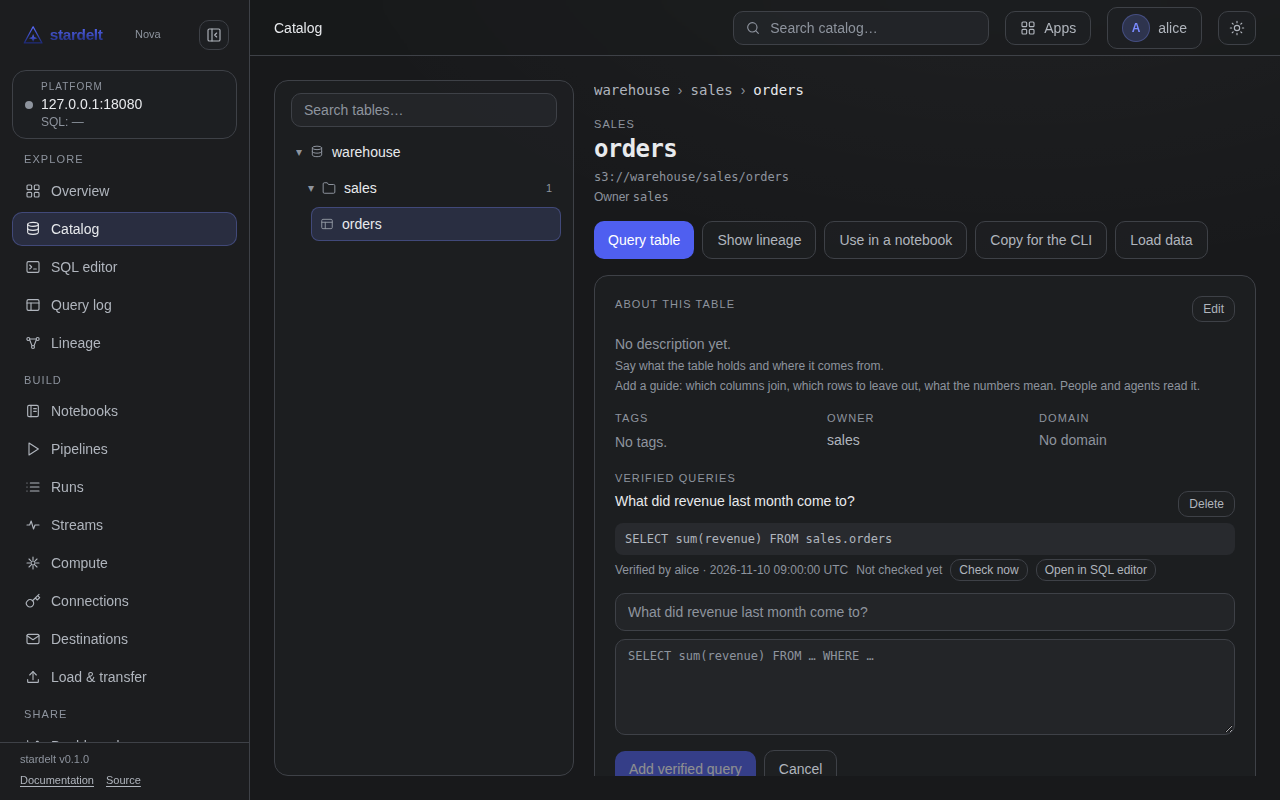 stardelt
Nova
PLATFORM
127.0.0.1:18080
SQL: —
EXPLORE
Overview
Catalog
SQL editor
Query log
Lineage
BUILD
Notebooks
Pipelines
Runs
Streams
Compute
Connections
Destinations
Load & transfer
SHARE
stardelt v0.1.0
Documentation Source
Catalog
Search catalog…
Apps
A alice
Search tables…
▾ warehouse
▾ sales 1
orders
warehouse › sales › orders
SALES
orders
s3://warehouse/sales/orders
Owner sales
Query table
Show lineage
Use in a notebook
Copy for the CLI
Load data
ABOUT THIS TABLE
Edit
No description yet.
Say what the table holds and where it comes from.
Add a guide: which columns join, which rows to leave out, what the numbers mean. People and agents read it.
TAGS OWNER DOMAIN
No tags. sales No domain
VERIFIED QUERIES
What did revenue last month come to?
Delete
SELECT sum(revenue) FROM sales.orders
Verified by alice · 2026-11-10 09:00:00 UTC Not checked yet Check now Open in SQL editor
What did revenue last month come to?
SELECT sum(revenue) FROM … WHERE …
Add verified query Cancel